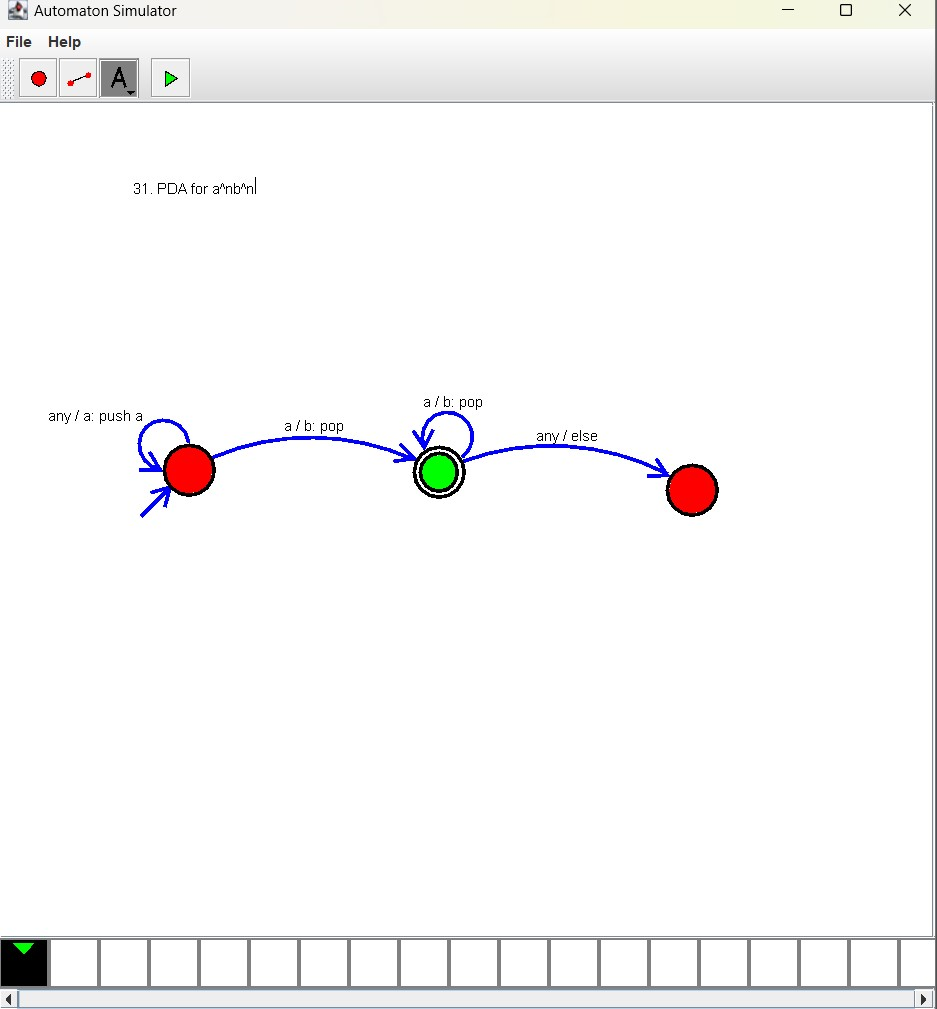 Automaton Simulator
File Help
A
31. PDA for a^nb^n
a / b: pop
any / a: push a
a / b: pop
any / else